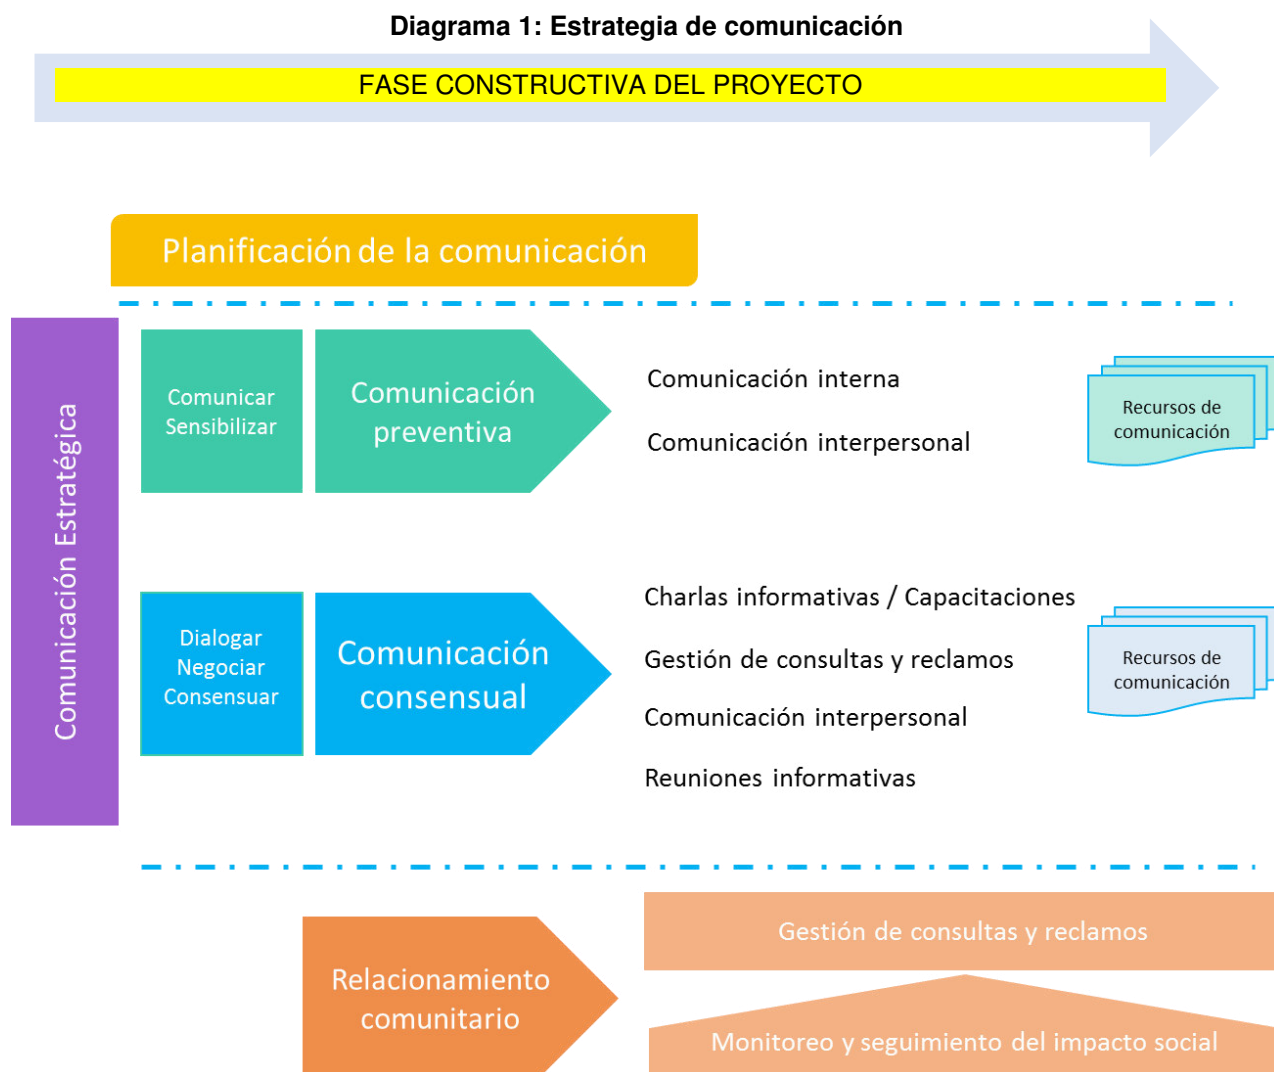 Diagrama 1: Estrategia de comunicación
FASE CONSTRUCTIVA DEL PROYECTO
Planificación de la comunicación
Comunicación Estratégica
Comunicar
Sensibilizar
Comunicación
preventiva
Comunicación interna
Comunicación interpersonal
Recursos de
comunicación
Dialogar
Negociar
Consensuar
Comunicación
consensual
Charlas informativas / Capacitaciones
Gestión de consultas y reclamos
Comunicación interpersonal
Reuniones informativas
Recursos de
comunicación
Relacionamiento
comunitario
Gestión de consultas y reclamos
Monitoreo y seguimiento del impacto social